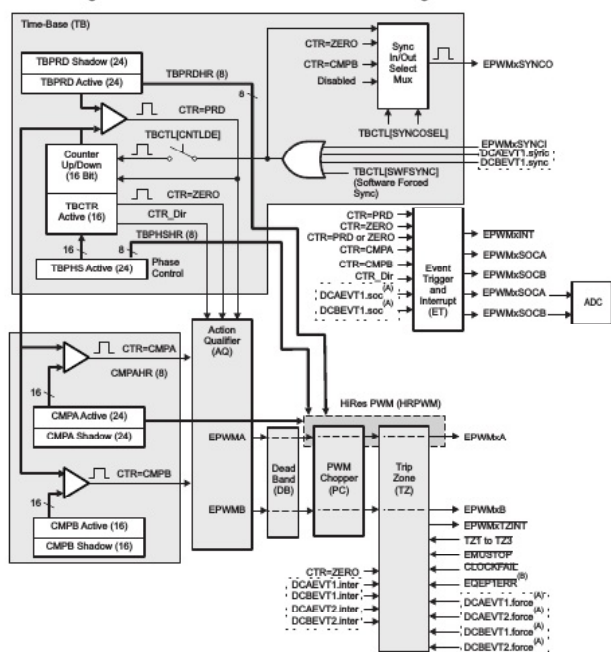 Time-Base (TB)
TBPRD Shadow (24)
TBPRD Active (24)
TBPRDHR (8)
8
CTR=PRD
TBCTL[CNTLDE]
Counter
Up/Down
(16 Bit)
TBCTR
Active (16)
CTR=ZERO
CTR_Dir
16
8
TBPHSHR (8)
TBPHS Active (24)
Phase
Control
CTR=ZERO
CTR=CMPB
Disabled
Sync
In/Out
Select
Mux
EPWMxSYNCO
TBCTL[SYNCOSEL]
EPWMxSYNCI
DCAEVT1.sync
DCBEVT1.sync
TBCTL[SWFSYNC]
(Software Forced
Sync)
CTR=PRD
CTR=ZERO
CTR=PRD or ZERO
CTR=CMPA
CTR=CMPB
CTR_Dir
DCAEVT1.soc(A)
DCBEVT1.soc(A)
Event
Trigger
and
Interrupt
(ET)
EPWMxINT
EPWMxSOCA
EPWMxSOCB
EPWMxSOCA
EPWMxSOCB
ADC
Action
Qualifier
(AQ)
CTR=CMPA
CMPAHR (8)
16
CMPA Active (24)
CMPA Shadow (24)
CTR=CMPB
16
CMPB Active (16)
CMPB Shadow (16)
EPWMA
EPWMB
Dead
Band
(DB)
HiRes PWM (HRPWM)
PWM
Chopper
(PC)
Trip
Zone
(TZ)
EPWMxA
EPWMxB
EPWMxTZINT
TZ1 to TZ3
EMUSTOP
CLOCKFAIL
EQEP1ERR(B)
DCAEVT1.force(A)
DCAEVT2.force(A)
DCBEVT1.force(A)
DCBEVT2.force(A)
CTR=ZERO
DCAEVT1.inter
DCBEVT1.inter
DCAEVT2.inter
DCBEVT2.inter